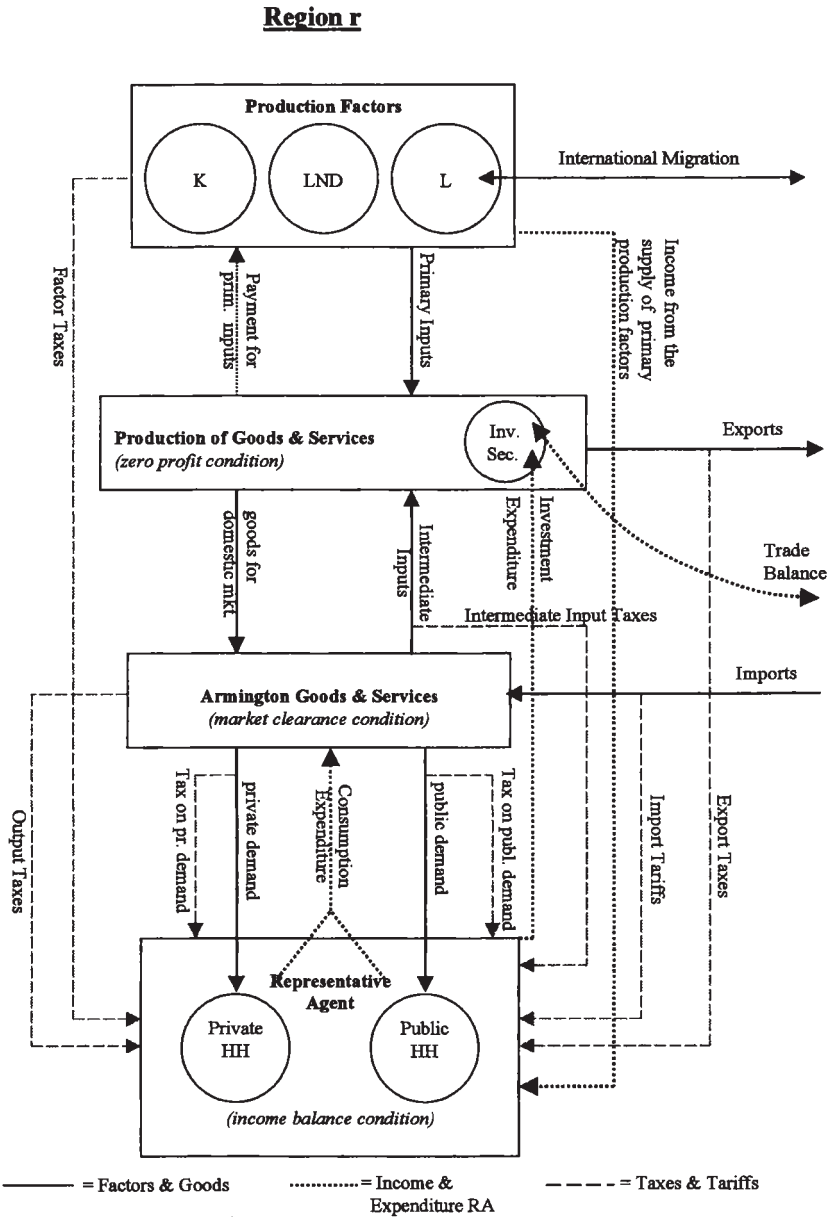 Region r
Production Factors
K
LND
L
International Migration
Factor Taxes
Payment for
prim. inputs
Primary Inputs
Income from the
supply of primary
production factors
Production of Goods & Services
(zero profit condition)
Inv.
Sec.
Exports
goods for
domestic mkt.
Intermediate
Inputs
Investment
Expenditure
Trade
Balance
Intermediate Input Taxes
Armington Goods & Services
(market clearance condition)
Imports
Output Taxes
Tax on pr. demand
private demand
Consumption
Expenditure
public demand
Tax on publ. demand
Import Tariffs
Export Taxes
Representative
Agent
Private
HH
Public
HH
(income balance condition)
= Factors & Goods
= Income &
Expenditure RA
= Taxes & Tariffs